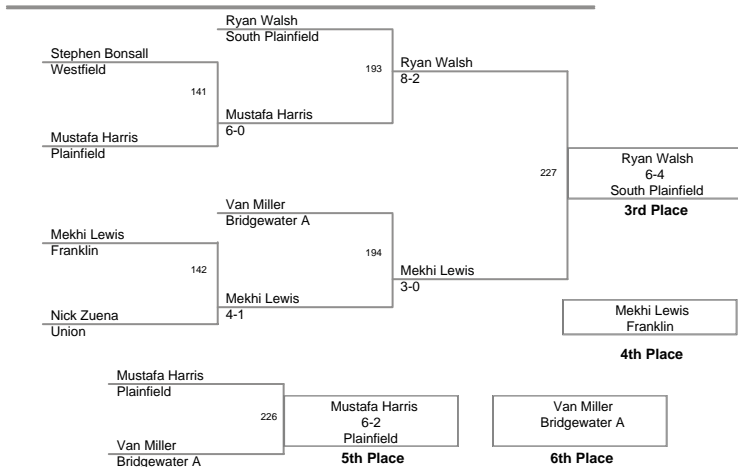 Ryan Walsh
South Plainfield
Stephen Bonsall
Westfield
193
Ryan Walsh
8-2
141
Mustafa Harris
6-0
Mustafa Harris
Plainfield
227
Ryan Walsh
6-4
South Plainfield
3rd Place
Van Miller
Bridgewater A
Mekhi Lewis
Franklin
194
142
Mekhi Lewis
3-0
Mekhi Lewis
4-1
Nick Zuena
Union
Mekhi Lewis
Franklin
4th Place
Mustafa Harris
Plainfield
226
Mustafa Harris
6-2
Plainfield
5th Place
Van Miller
Bridgewater A
6th Place
Van Miller
Bridgewater A